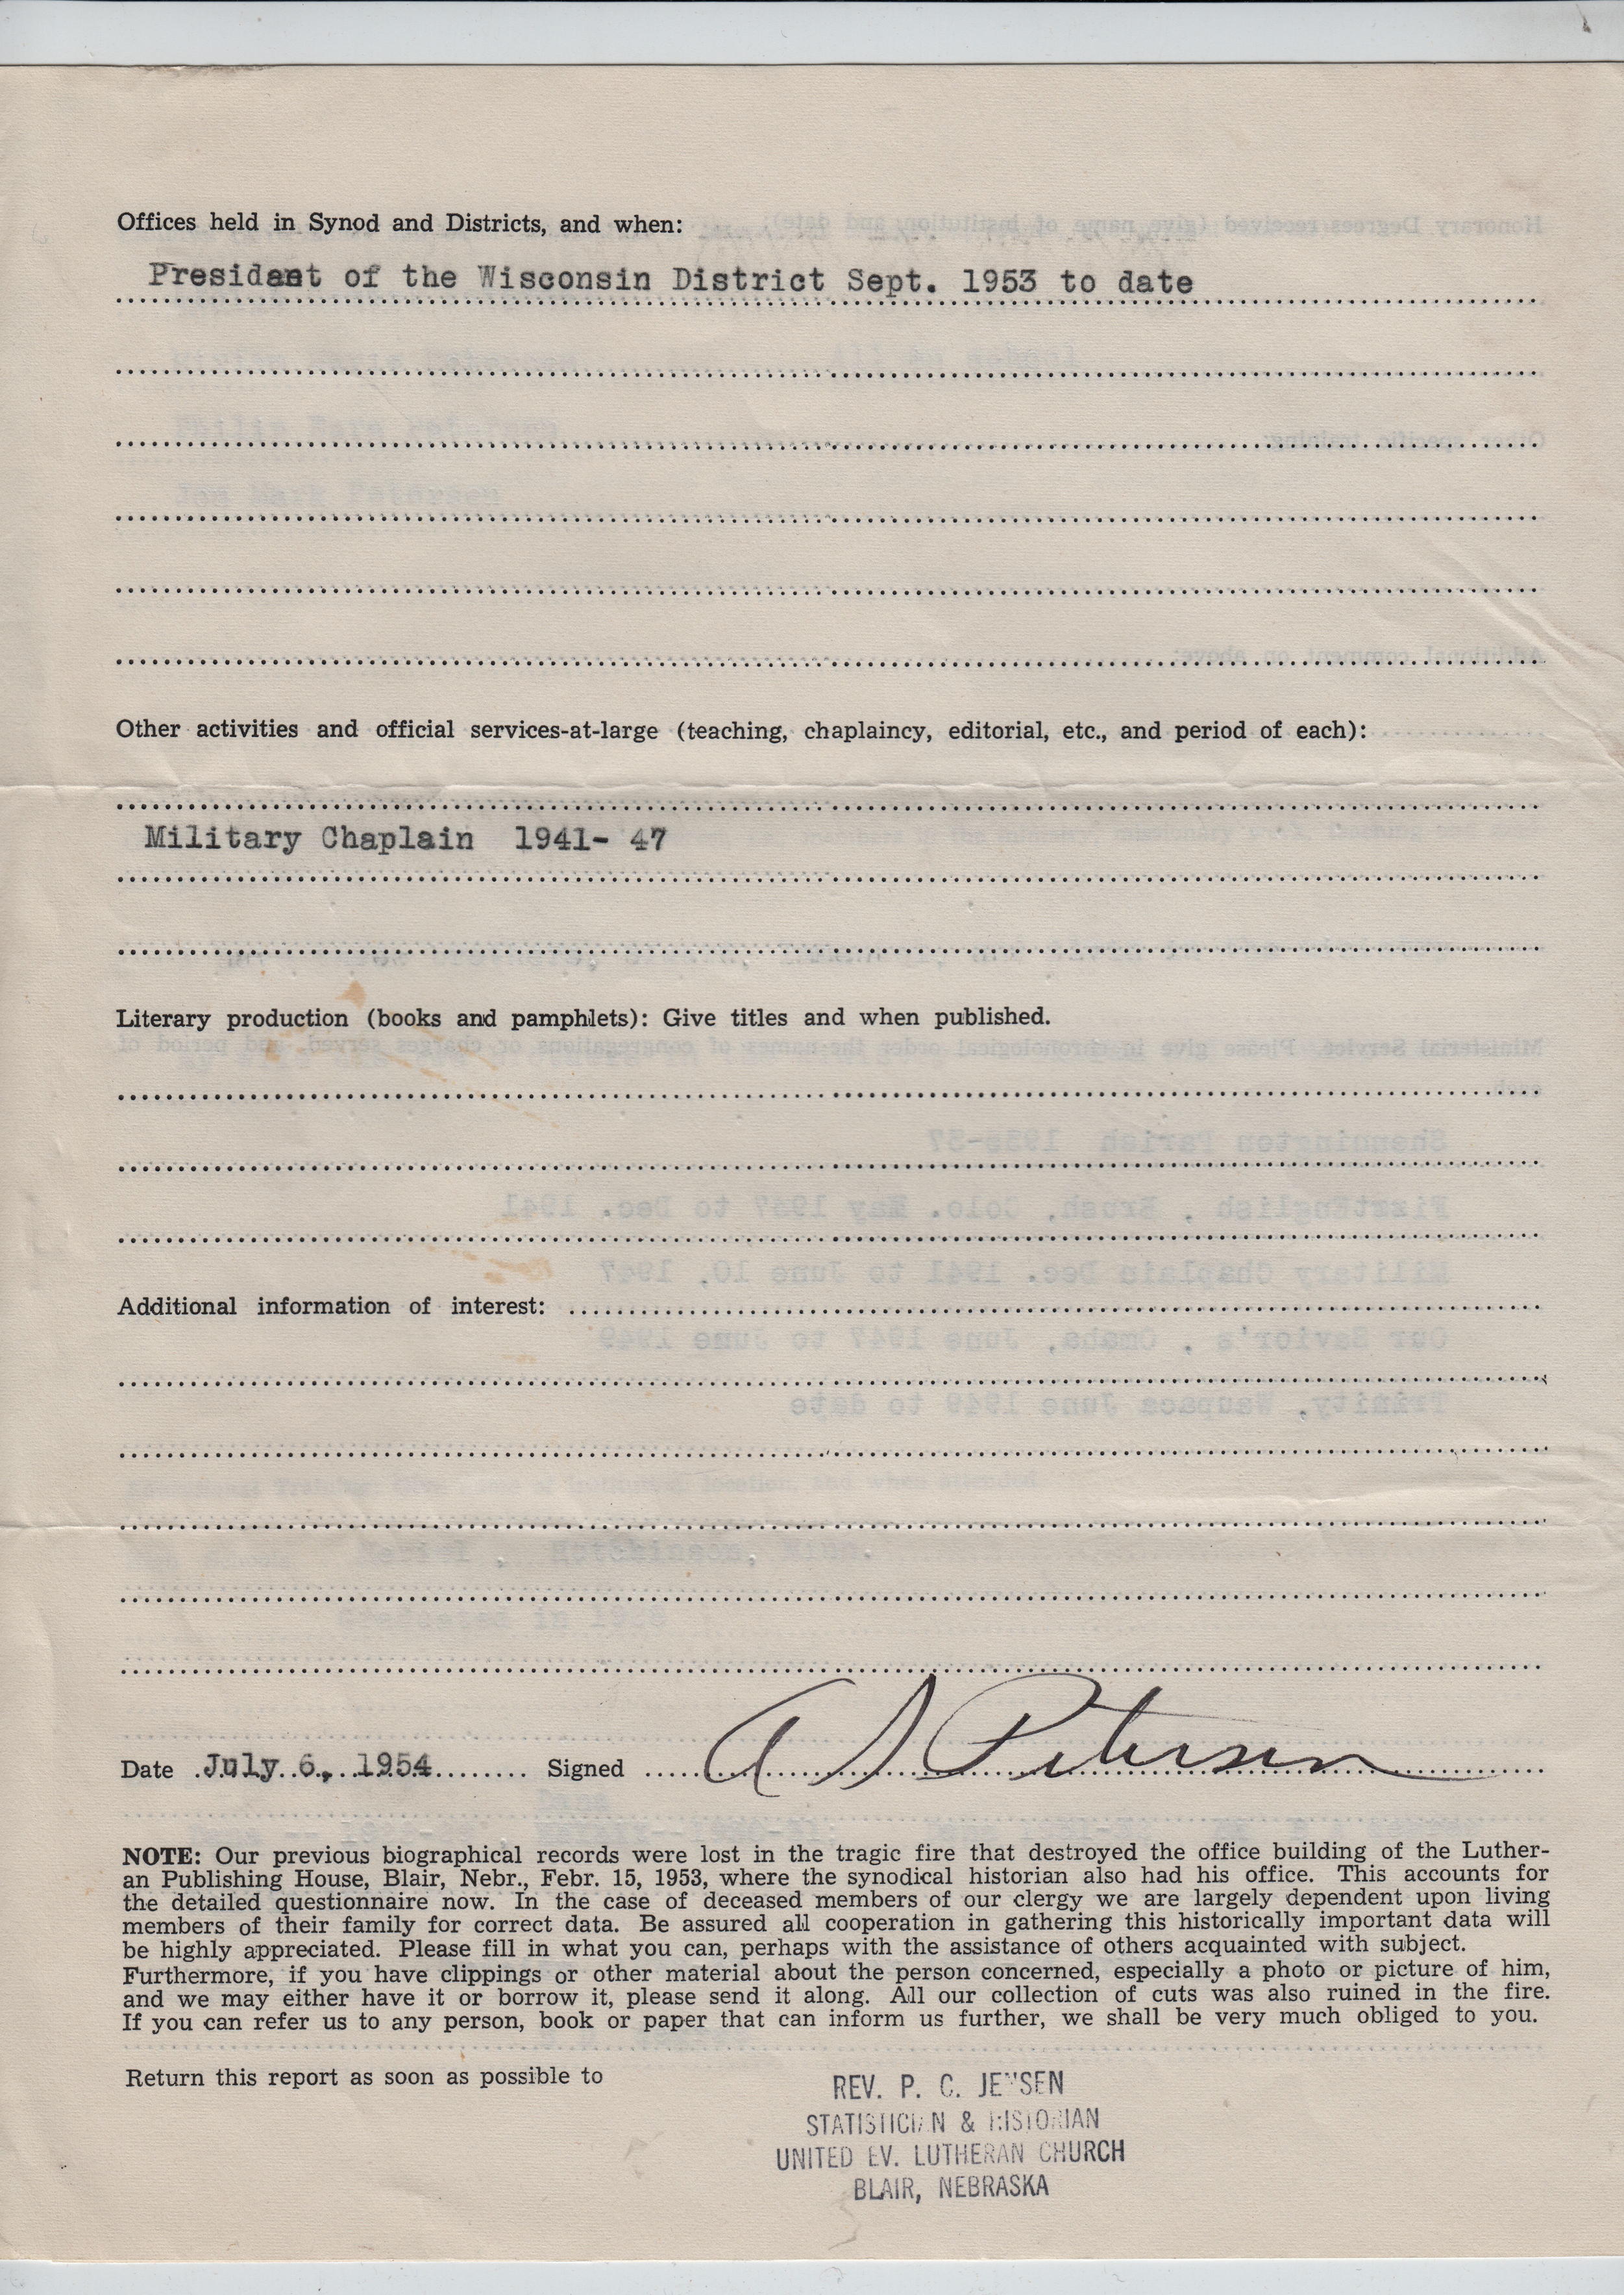 Offices held in Synod and Districts, and when:
President of the Wisconsin District Sept. 1953 to date
Other activities and official services-at-large (teaching, chaplaincy, editorial, etc., and period of each):
Military Chaplain 1941- 47
Literary production (books and pamphlets): Give titles and when published.
Additional information of interest:
Date July 6, 1954 Signed A S Petersen
NOTE: Our previous biographical records were lost in the tragic fire that destroyed the office building of the Luther-
an Publishing House, Blair, Nebr., Febr. 15, 1953, where the synodical historian also had his office. This accounts for
the detailed questionnaire now. In the case of deceased members of our clergy we are largely dependent upon living
members of their family for correct data. Be assured all cooperation in gathering this historically important data will
be highly appreciated. Please fill in what you can, perhaps with the assistance of others acquainted with subject.
Furthermore, if you have clippings or other material about the person concerned, especially a photo or picture of him,
and we may either have it or borrow it, please send it along. All our collection of cuts was also ruined in the fire.
If you can refer us to any person, book or paper that can inform us further, we shall be very much obliged to you.
Return this report as soon as possible to
REV. P. C. JENSEN
STATISTICIAN & HISTORIAN
UNITED EV. LUTHERAN CHURCH
BLAIR, NEBRASKA